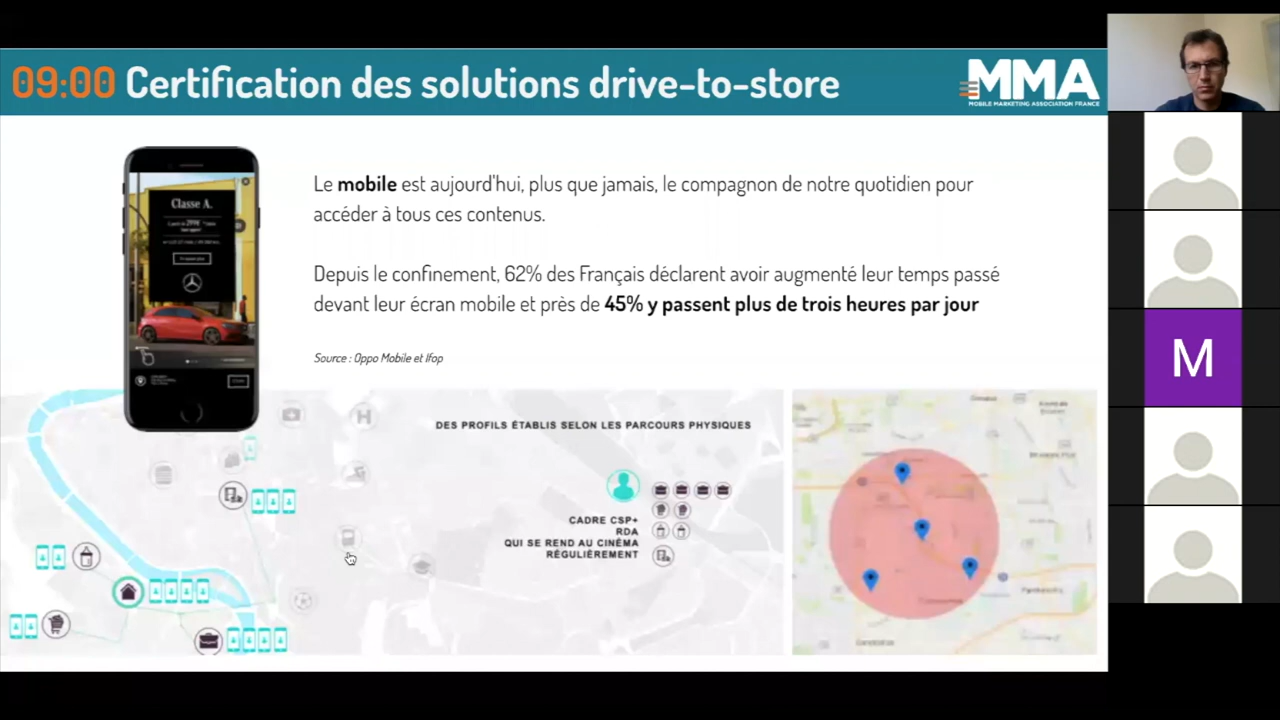 09:00 Certification des solutions drive-to-store
MMA
MOBILE MARKETING ASSOCIATION FRANCE
Classe A.
Le mobile est aujourd'hui, plus que jamais, le compagnon de notre quotidien pour
accéder à tous ces contenus.
Depuis le confinement, 62% des Français déclarent avoir augmenté leur temps passé
devant leur écran mobile et près de 45% y passent plus de trois heures par jour
Source : Oppo Mobile et Ifop
DES PROFILS ÉTABLIS SELON LES PARCOURS PHYSIQUES
CADRE CSP+
RDA
QUI SE REND AU CINÉMA
RÉGULIÈREMENT
H
M